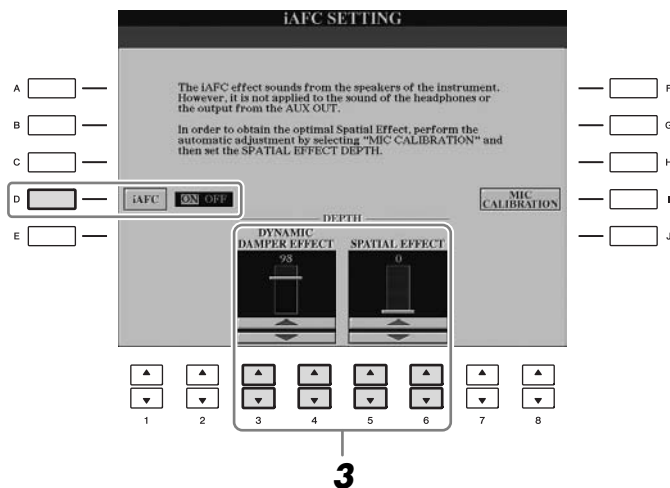 iAFC SETTING
The iAFC effect sounds from the speakers of the instrument.
However, it is not applied to the sound of the headphones or
the output from the AUX OUT.
In order to obtain the optimal Spatial Effect, perform the
automatic adjustment by selecting "MIC CALIBRATION" and
then set the SPATIAL EFFECT DEPTH.
A
B
C
D
E
F
G
H
I
J
iAFC
ON OFF
MIC
CALIBRATION
DEPTH
DYNAMIC
DAMPER EFFECT
SPATIAL EFFECT
98
0
1
2
3
4
5
6
7
8
3